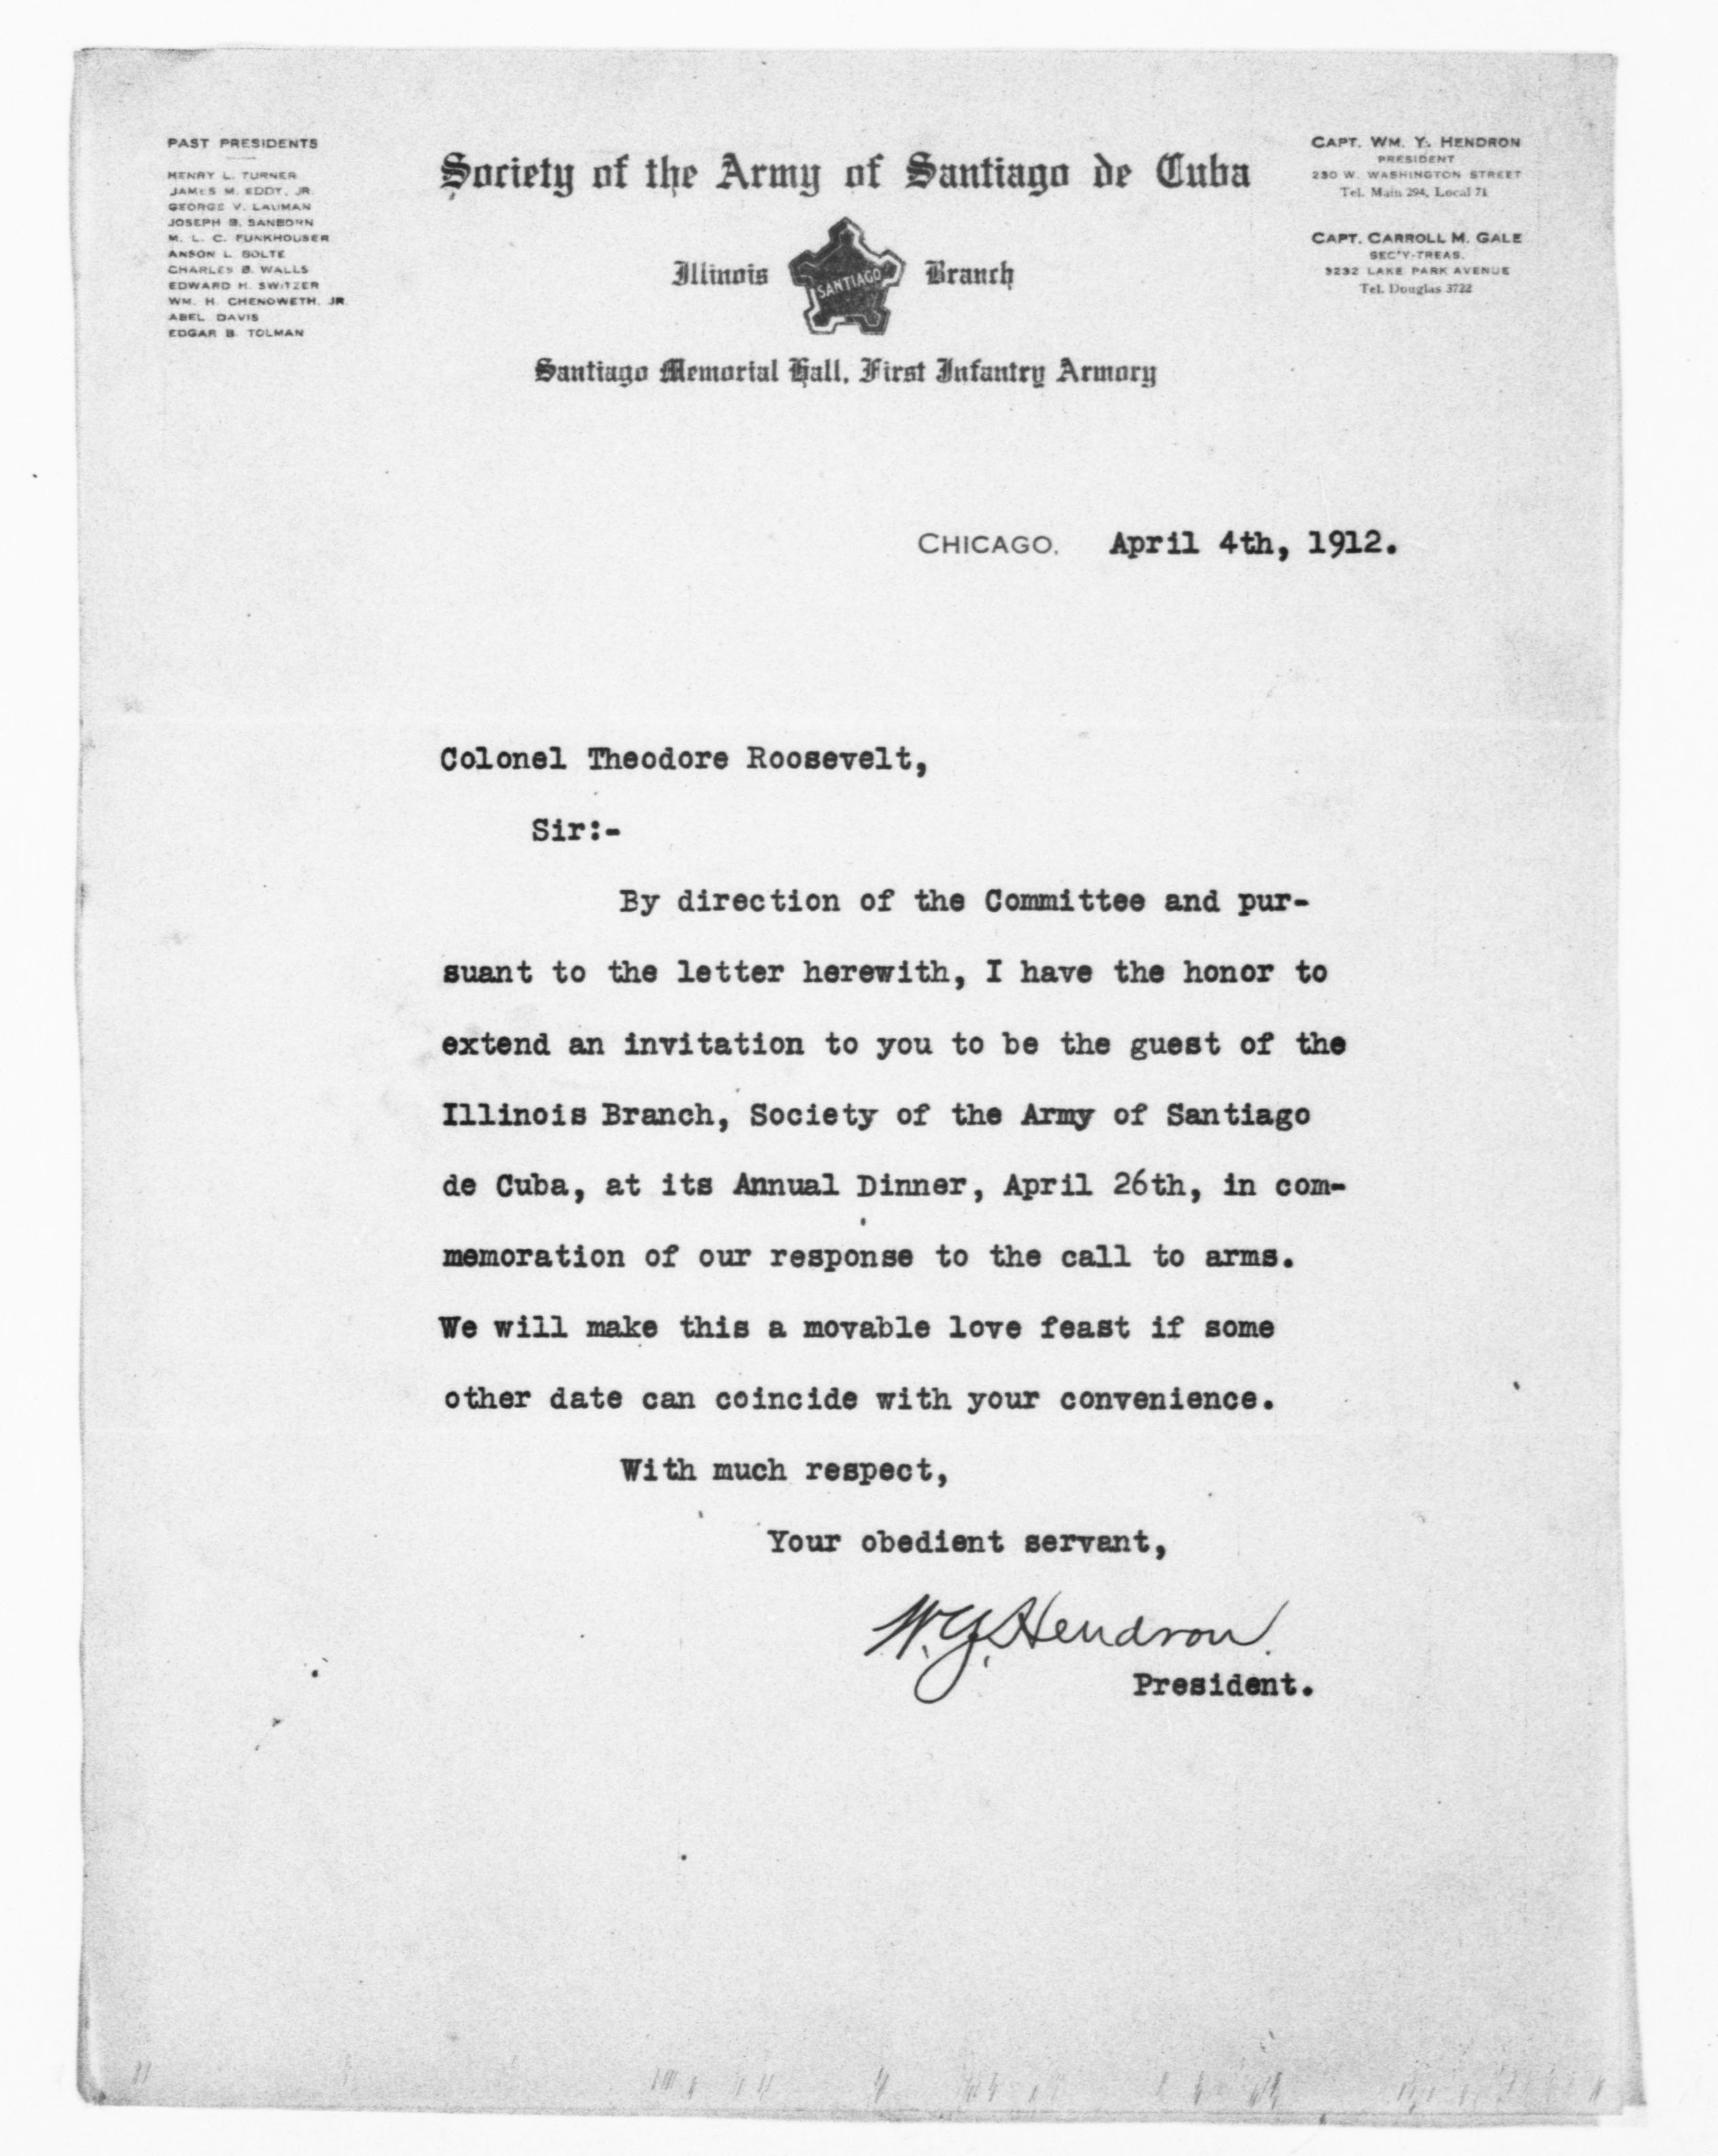 PAST PRESIDENTS
HENRY L. TURNER
JAMES M. EDDY, JR.
GEORGE V. LAUMAN
JOSEPH B. SANBORN
M. L. C. FUNKHOUSER
ANSON L. BOLTE
CHARLES B. WALLS
EDWARD H. SWITZER
WM. H. CHENOWETH, JR.
ABEL DAVIS
EDGAR B. TOLMAN
Society of the Army of Santiago de Cuba
Illinois Branch
SANTIAGO
Santiago Memorial Hall, First Infantry Armory
CAPT. WM. Y. HENDRON
PRESIDENT
230 W. WASHINGTON STREET
Tel. Main 294, Local 71
CAPT. CARROLL M. GALE
SEC'Y-TREAS.
3232 LAKE PARK AVENUE
Tel. Douglas 3722
CHICAGO, April 4th, 1912.
Colonel Theodore Roosevelt,
Sir:-
By direction of the Committee and pur-
suant to the letter herewith, I have the honor to
extend an invitation to you to be the guest of the
Illinois Branch, Society of the Army of Santiago
de Cuba, at its Annual Dinner, April 26th, in com-
memoration of our response to the call to arms.
We will make this a movable love feast if some
other date can coincide with your convenience.
With much respect,
Your obedient servant,
W. Y. Hendron.
President.